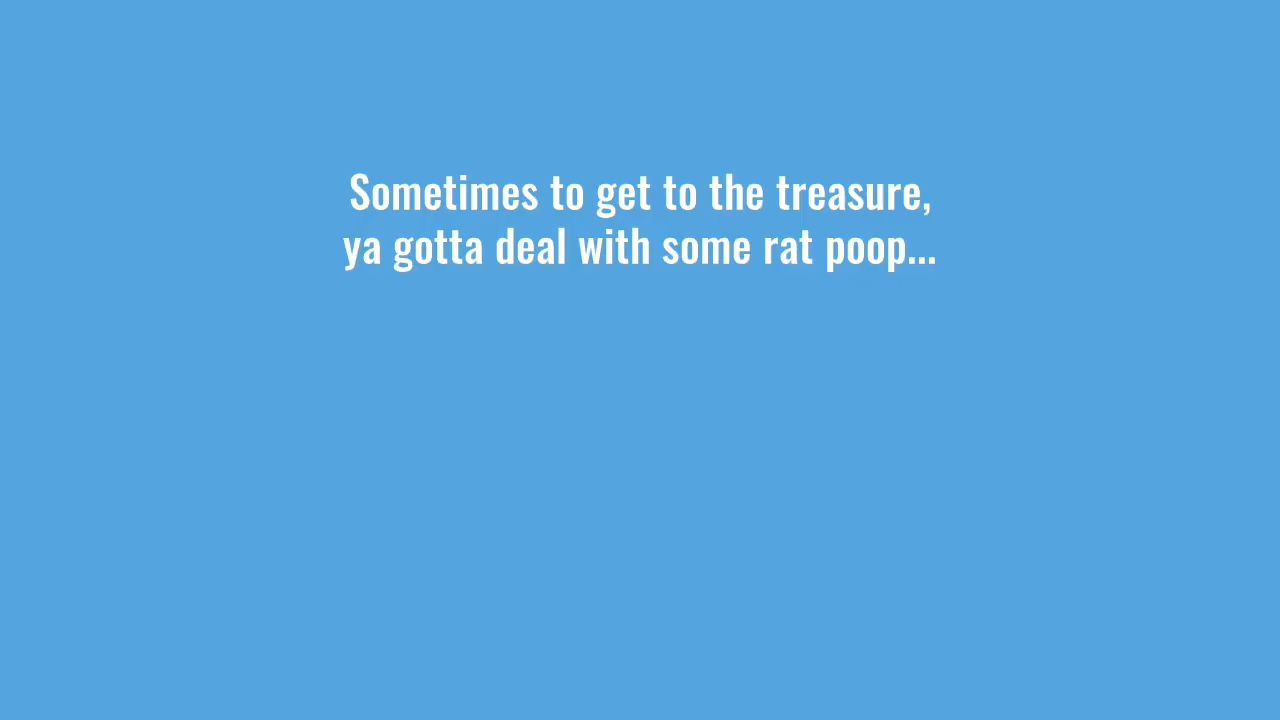 Sometimes to get to the treasure,
ya gotta deal with some rat poop...